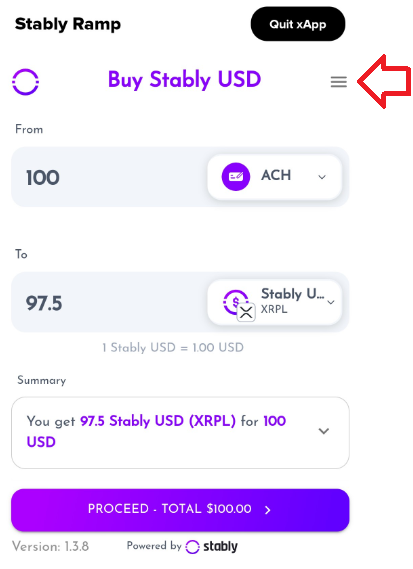 Stably Ramp
Quit xApp
Buy Stably USD
From
100
ACH
To
97.5
Stably U...
XRPL
1 Stably USD = 1.00 USD
Summary
You get 97.5 Stably USD (XRPL) for 100
USD
PROCEED - TOTAL $100.00
Version: 1.3.8
Powered by stably